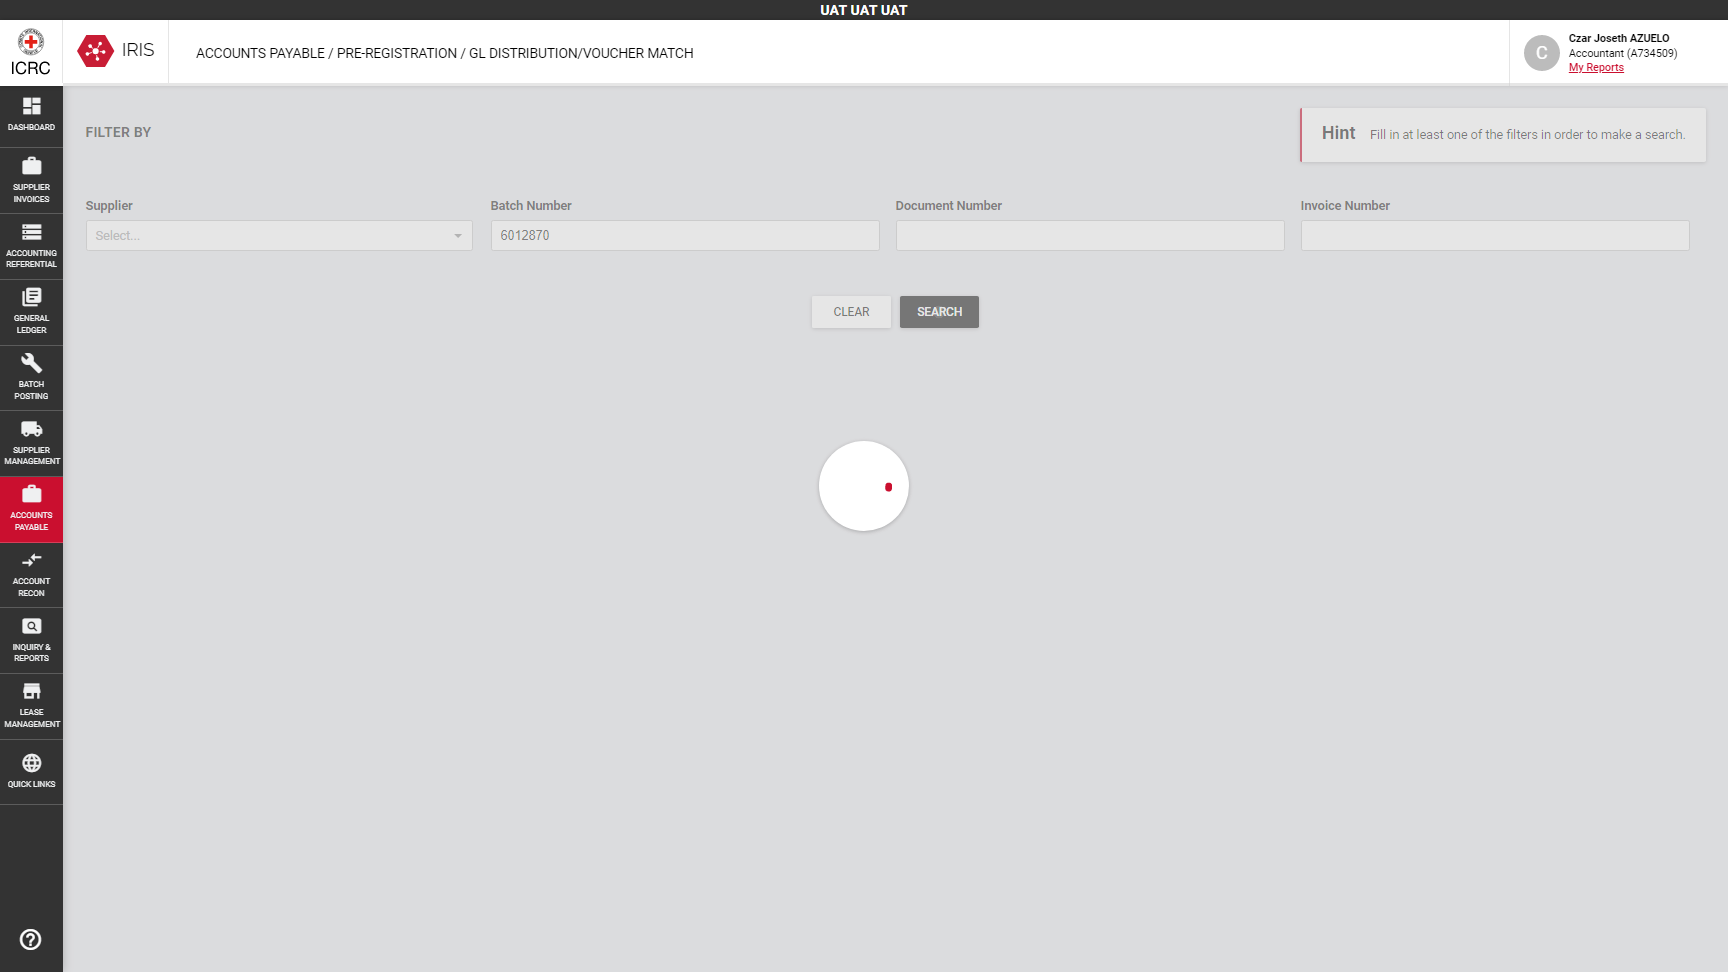 UAT UAT UAT
ICRC
IRIS
ACCOUNTS PAYABLE / PRE-REGISTRATION / GL DISTRIBUTION/VOUCHER MATCH
C
Czar Joseth AZUELO
Accountant (A734509)
My Reports
DASHBOARD
SUPPLIER
INVOICES
ACCOUNTING
REFERENTIAL
GENERAL
LEDGER
BATCH
POSTING
SUPPLIER
MANAGEMENT
ACCOUNTS
PAYABLE
ACCOUNT
RECON
INQUIRY &
REPORTS
LEASE
MANAGEMENT
QUICK LINKS
FILTER BY
Hint Fill in at least one of the filters in order to make a search.
Supplier
Select...
Batch Number
6012870
Document Number
Invoice Number
CLEAR
SEARCH